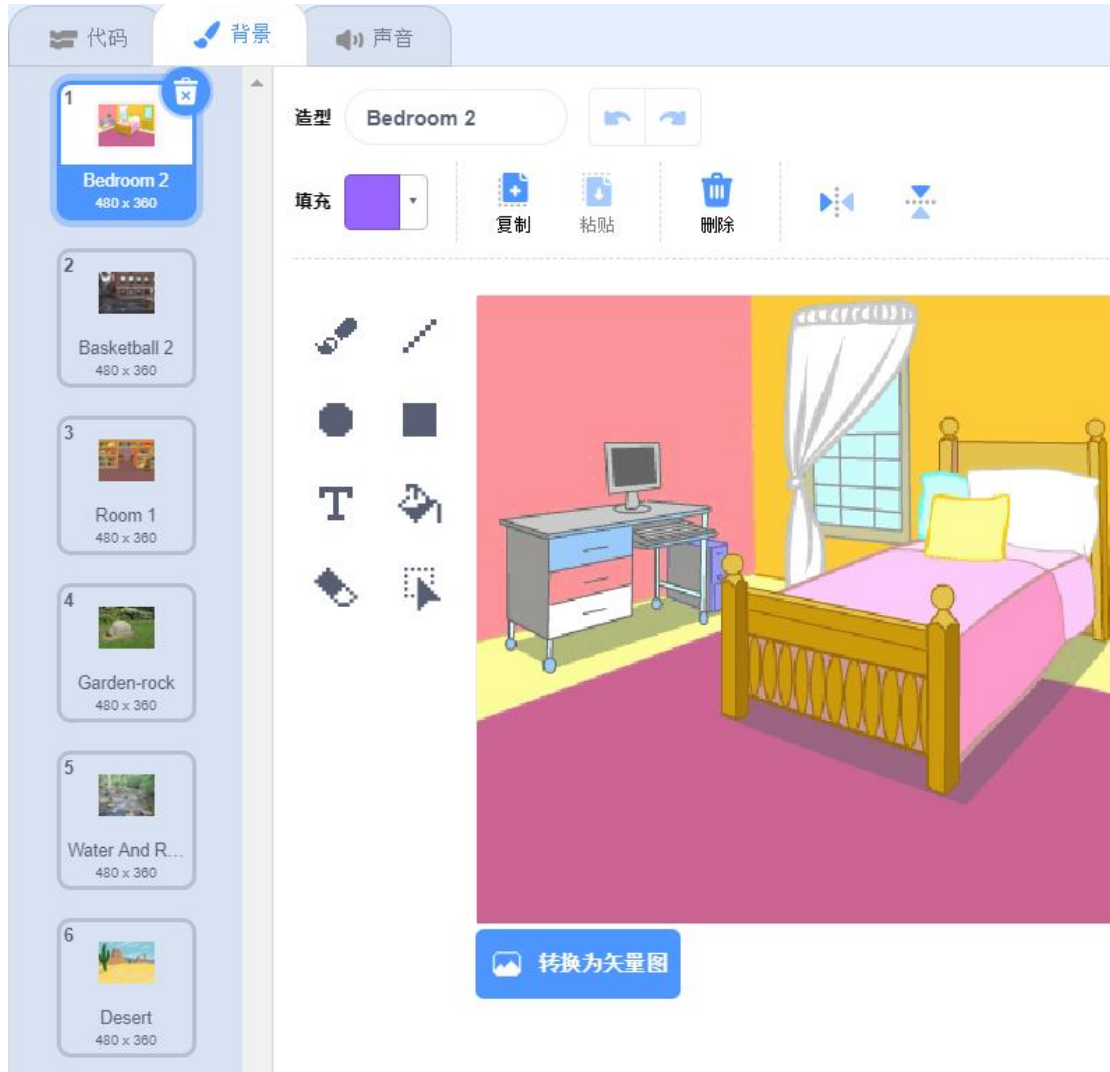 代码
背景
声音
1
Bedroom 2
480 x 360
2
Basketball 2
480 x 360
3
Room 1
480 x 360
4
Garden-rock
480 x 360
5
Water And R...
480 x 360
6
Desert
480 x 360
造型 Bedroom 2
填充
复制
粘贴
删除
T
转换为矢量图